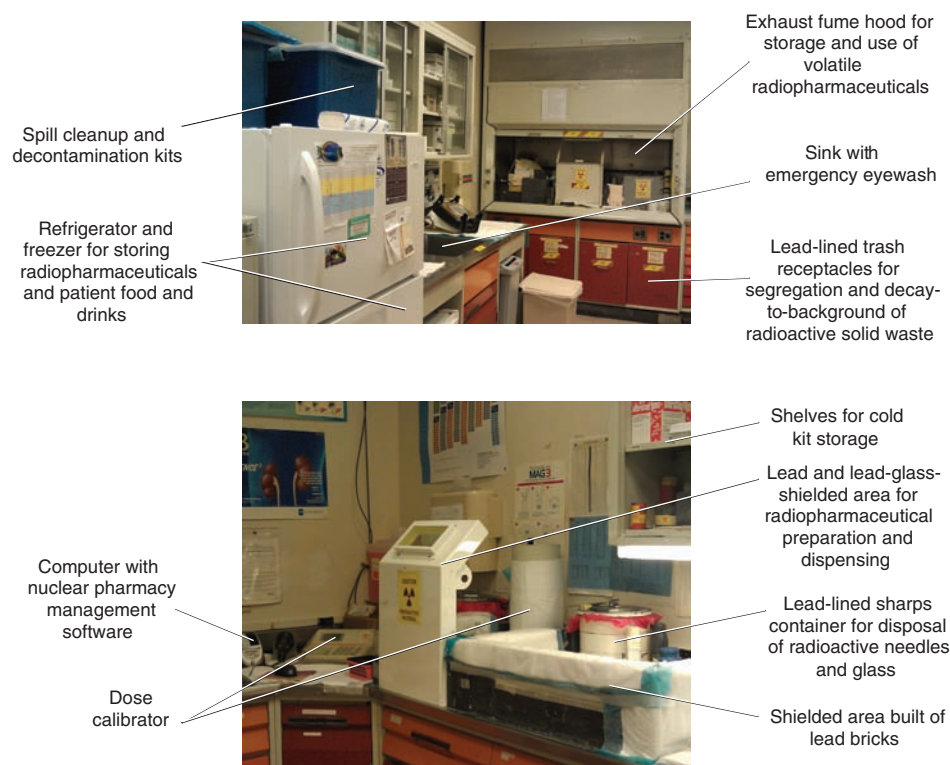 Exhaust fume hood for
storage and use of
volatile
radiopharmaceuticals
Spill cleanup and
decontamination kits
Sink with
emergency eyewash
Refrigerator and
freezer for storing
radiopharmaceuticals
and patient food and
drinks
Lead-lined trash
receptacles for
segregation and decay-
to-background of
radioactive solid waste
Shelves for cold
kit storage
Lead and lead-glass-
shielded area for
radiopharmaceutical
preparation and
dispensing
MAG3
CAUTION
Computer with
nuclear pharmacy
management
software
Lead-lined sharps
container for disposal
of radioactive needles
and glass
Dose
calibrator
Shielded area built of
lead bricks